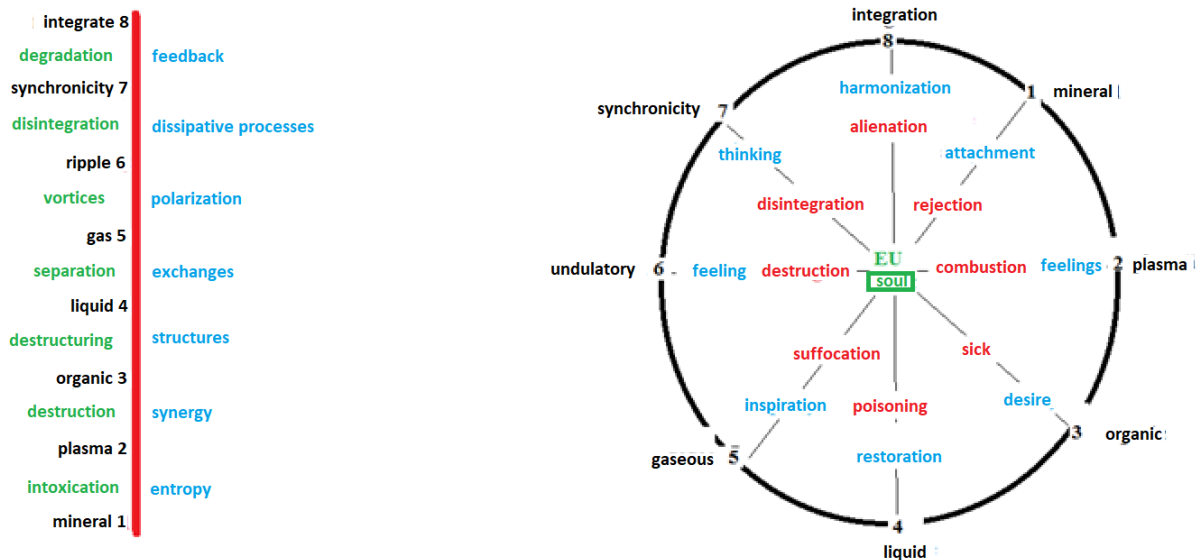 integrate 8
degradation feedback
synchronicity 7
disintegration dissipative processes
ripple 6
vortices polarization
gas 5
separation exchanges
liquid 4
destructuring structures
organic 3
destruction synergy
plasma 2
intoxication entropy
mineral 1
integration
8
harmonization
1 mineral
synchronicity 7
alienation
thinking attachment
disintegration rejection
EU
undulatory 6 feeling destruction combustion feelings 2 plasma
soul
suffocation sick
inspiration poisoning desire
3 organic
gaseous 5 restoration
4
liquid